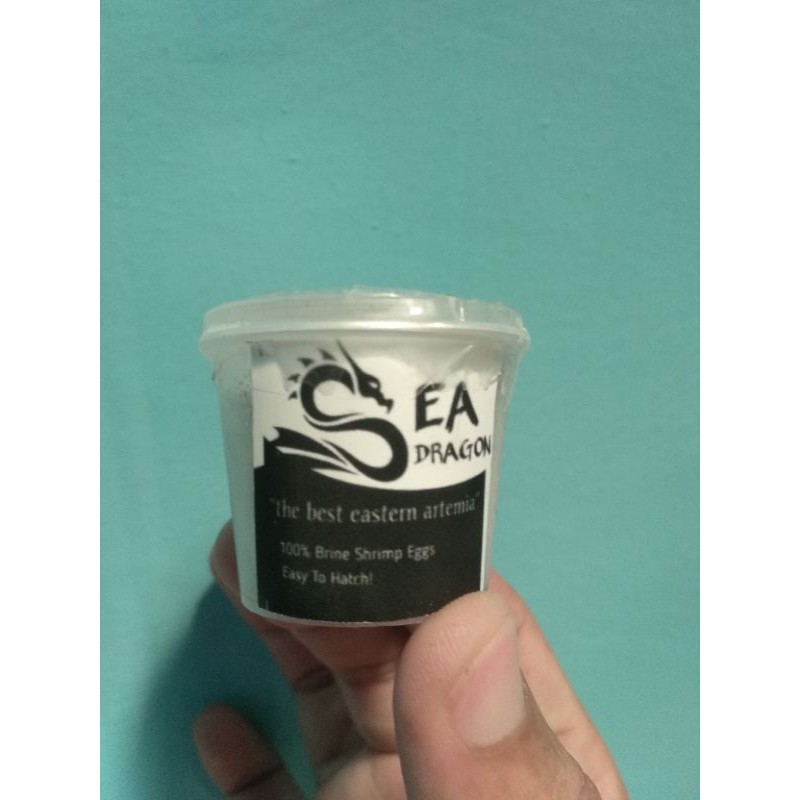 SEA
DRAGON
"the best eastern artemia"
100% Brine Shrimp Eggs
Easy To Hatch!